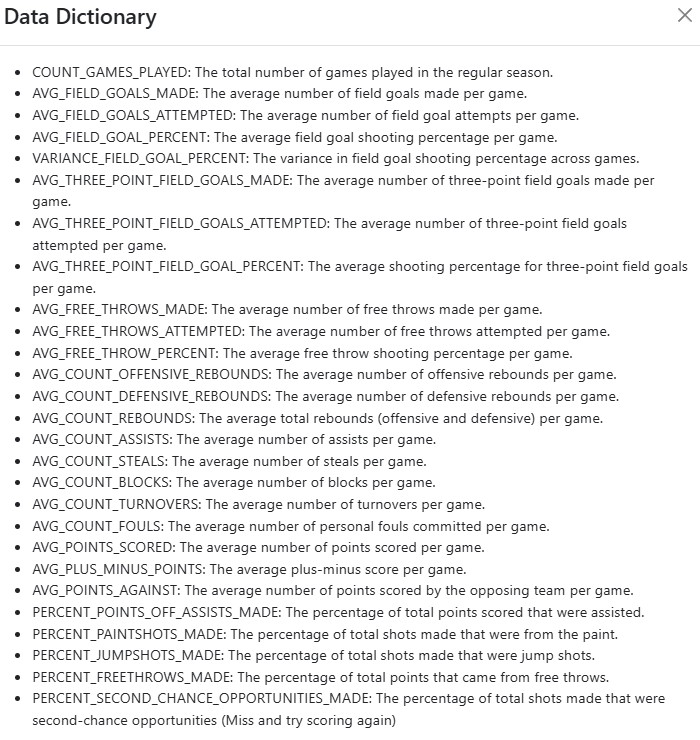 Data Dictionary
• COUNT_GAMES_PLAYED: The total number of games played in the regular season.
• AVG_FIELD_GOALS_MADE: The average number of field goals made per game.
• AVG_FIELD_GOALS_ATTEMPTED: The average number of field goal attempts per game.
• AVG_FIELD_GOAL_PERCENT: The average field goal shooting percentage per game.
• VARIANCE_FIELD_GOAL_PERCENT: The variance in field goal shooting percentage across games.
• AVG_THREE_POINT_FIELD_GOALS_MADE: The average number of three-point field goals made per
game.
• AVG_THREE_POINT_FIELD_GOALS_ATTEMPTED: The average number of three-point field goals
attempted per game.
• AVG_THREE_POINT_FIELD_GOAL_PERCENT: The average shooting percentage for three-point field goals
per game.
• AVG_FREE_THROWS_MADE: The average number of free throws made per game.
• AVG_FREE_THROWS_ATTEMPTED: The average number of free throws attempted per game.
• AVG_FREE_THROW_PERCENT: The average free throw shooting percentage per game.
• AVG_COUNT_OFFENSIVE_REBOUNDS: The average number of offensive rebounds per game.
• AVG_COUNT_DEFENSIVE_REBOUNDS: The average number of defensive rebounds per game.
• AVG_COUNT_REBOUNDS: The average total rebounds (offensive and defensive) per game.
• AVG_COUNT_ASSISTS: The average number of assists per game.
• AVG_COUNT_STEALS: The average number of steals per game.
• AVG_COUNT_BLOCKS: The average number of blocks per game.
• AVG_COUNT_TURNOVERS: The average number of turnovers per game.
• AVG_COUNT_FOULS: The average number of personal fouls committed per game.
• AVG_POINTS_SCORED: The average number of points scored per game.
• AVG_PLUS_MINUS_POINTS: The average plus-minus score per game.
• AVG_POINTS_AGAINST: The average number of points scored by the opposing team per game.
• PERCENT_POINTS_OFF_ASSISTS_MADE: The percentage of total points scored that were assisted.
• PERCENT_PAINTSHOTS_MADE: The percentage of total shots made that were from the paint.
• PERCENT_JUMPSHOTS_MADE: The percentage of total shots made that were jump shots.
• PERCENT_FREETHROWS_MADE: The percentage of total points that came from free throws.
• PERCENT_SECOND_CHANCE_OPPORTUNITIES_MADE: The percentage of total shots made that were
second-chance opportunities (Miss and try scoring again)